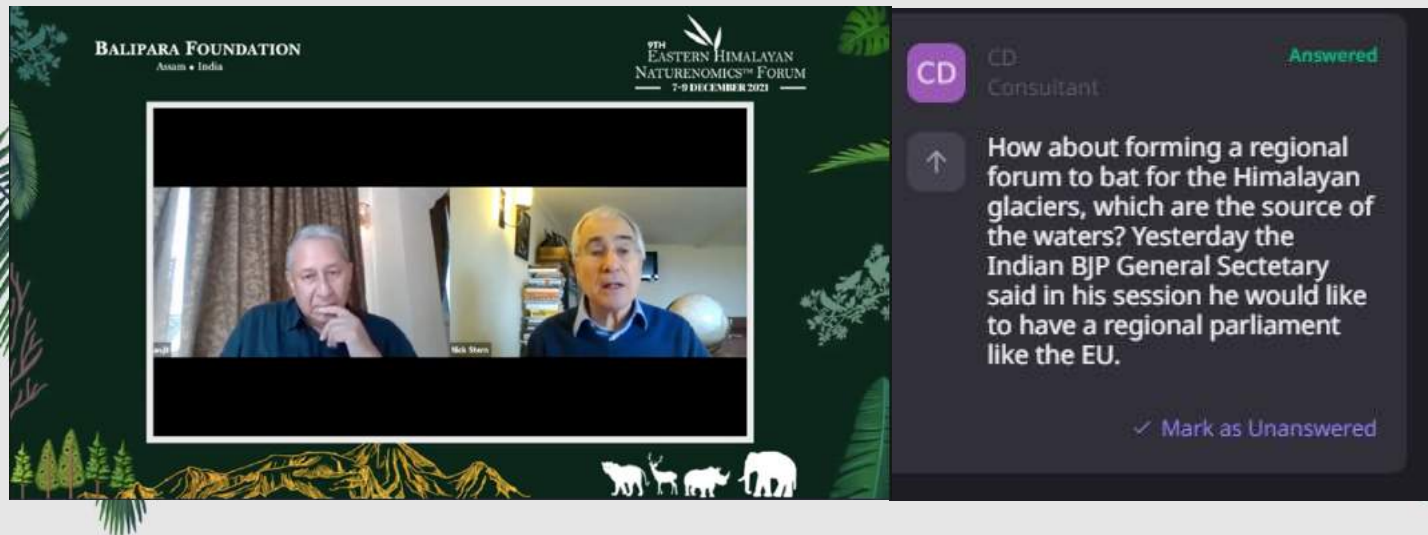 BALIPARA FOUNDATION
Assam • India
9TH
EASTERN HIMALAYAN
NATURENOMICS™ FORUM
7-9 DECEMBER 2021
Nick Stern
CD
CD
Consultant
Answered
How about forming a regional
forum to bat for the Himalayan
glaciers, which are the source of
the waters? Yesterday the
Indian BJP General Sectetary
said in his session he would like
to have a regional parliament
like the EU.
✓ Mark as Unanswered